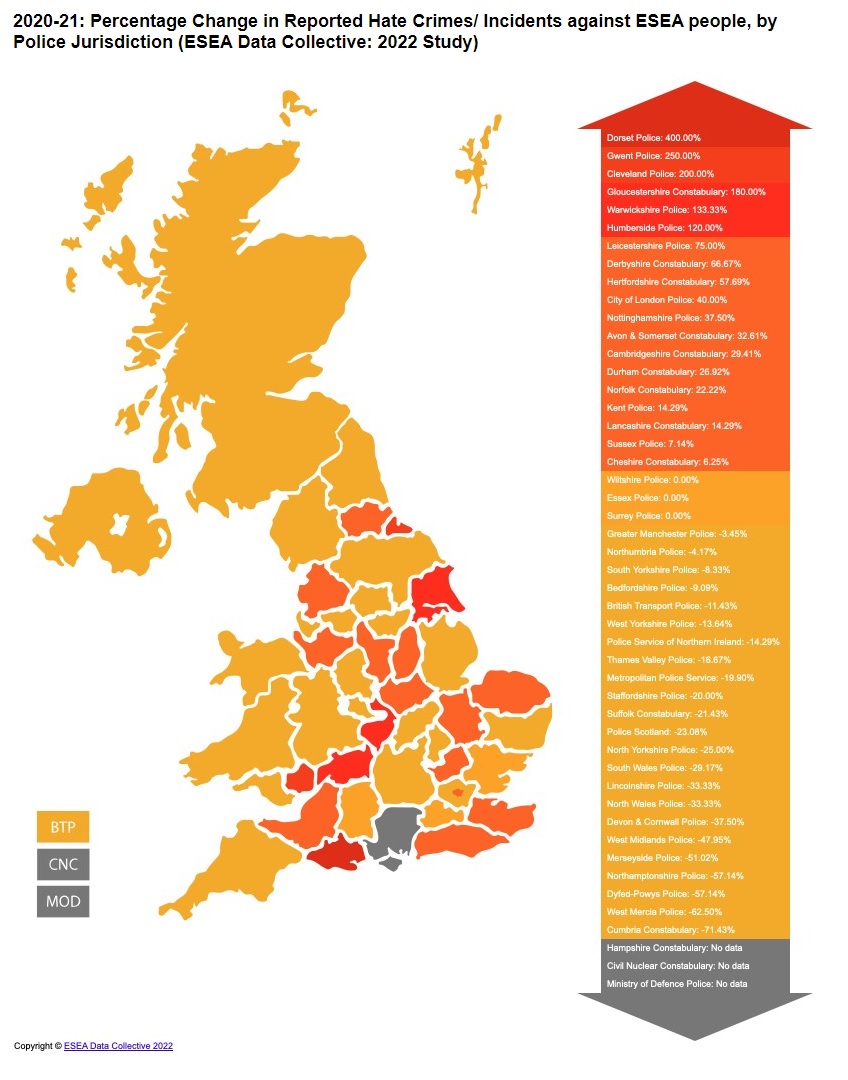 2020-21: Percentage Change in Reported Hate Crimes/ Incidents against ESEA people, by
Police Jurisdiction (ESEA Data Collective: 2022 Study)
Dorset Police: 400.00%
Gwent Police: 250.00%
Cleveland Police: 200.00%
Gloucestershire Constabulary: 180.00%
Warwickshire Police: 133.33%
Humberside Police: 120.00%
Leicestershire Police: 75.00%
Derbyshire Constabulary: 66.67%
Hertfordshire Constabulary: 57.69%
City of London Police: 40.00%
Nottinghamshire Police: 37.50%
Avon & Somerset Constabulary: 32.61%
Cambridgeshire Constabulary: 29.41%
Durham Constabulary: 26.92%
Norfolk Constabulary: 22.22%
Kent Police: 14.29%
Lancashire Constabulary: 14.29%
Sussex Police: 7.14%
Cheshire Constabulary: 6.25%
Wiltshire Police: 0.00%
Essex Police: 0.00%
Surrey Police: 0.00%
Greater Manchester Police: -3.45%
Northumbria Police: -4.17%
South Yorkshire Police: -8.33%
Bedfordshire Police: -9.09%
British Transport Police: -11.43%
West Yorkshire Police: -13.64%
Police Service of Northern Ireland: -14.29%
Thames Valley Police: -16.67%
Metropolitan Police Service: -19.90%
Staffordshire Police: -20.00%
Suffolk Constabulary: -21.43%
Police Scotland: -23.08%
North Yorkshire Police: -25.00%
South Wales Police: -29.17%
Lincolnshire Police: -33.33%
North Wales Police: -33.33%
Devon & Cornwall Police: -37.50%
West Midlands Police: -47.95%
Merseyside Police: -51.02%
Northamptonshire Police: -57.14%
Dyfed-Powys Police: -57.14%
West Mercia Police: -62.50%
Cumbria Constabulary: -71.43%
Hampshire Constabulary: No data
Civil Nuclear Constabulary: No data
Ministry of Defence Police: No data
BTP
CNC
MOD
Copyright © ESEA Data Collective 2022